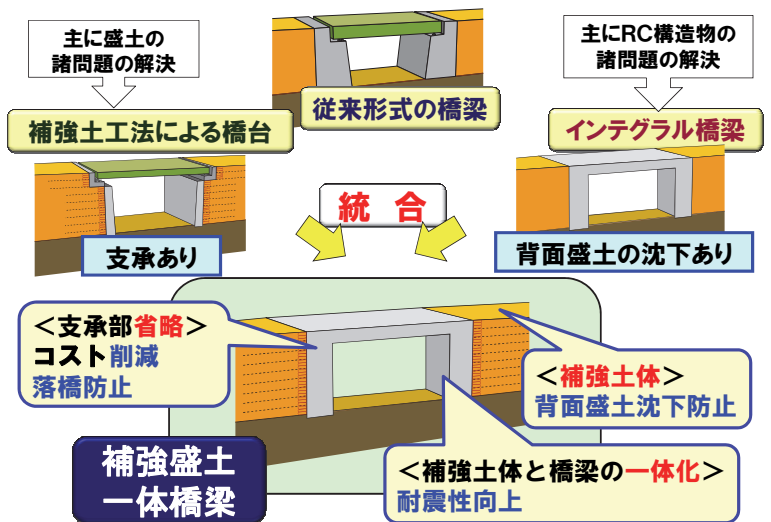 主に盛土の
諸問題の解決
従来形式の橋梁
主にRC構造物の
諸問題の解決
補強土工法による橋台
インテグラル橋梁
支承あり
統 合
背面盛土の沈下あり
<支承部省略>
コスト削減
落橋防止
<補強土体>
背面盛土沈下防止
補強盛土
一体橋梁
<補強土体と橋梁の一体化>
耐震性向上